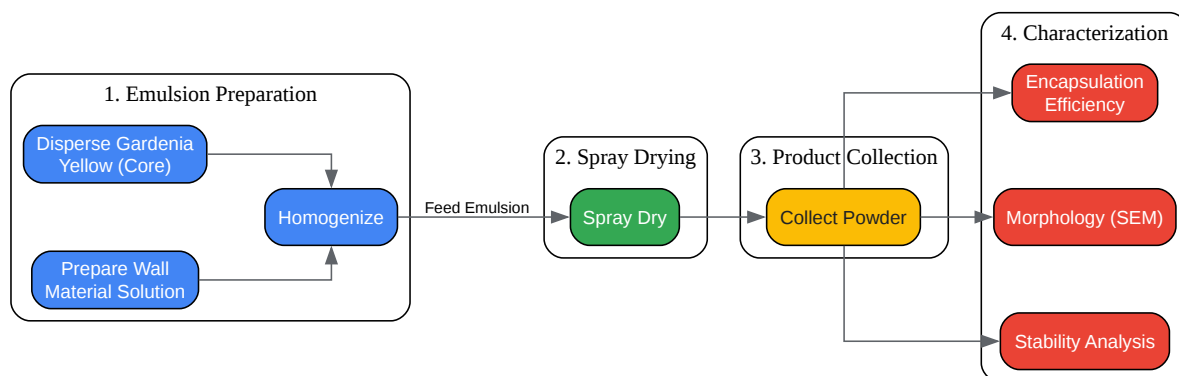 1. Emulsion Preparation
Disperse Gardenia
Yellow (Core)
Prepare Wall
Material Solution
Homogenize
Feed Emulsion
2. Spray Drying
Spray Dry
3. Product Collection
Collect Powder
4. Characterization
Encapsulation
Efficiency
Morphology (SEM)
Stability Analysis